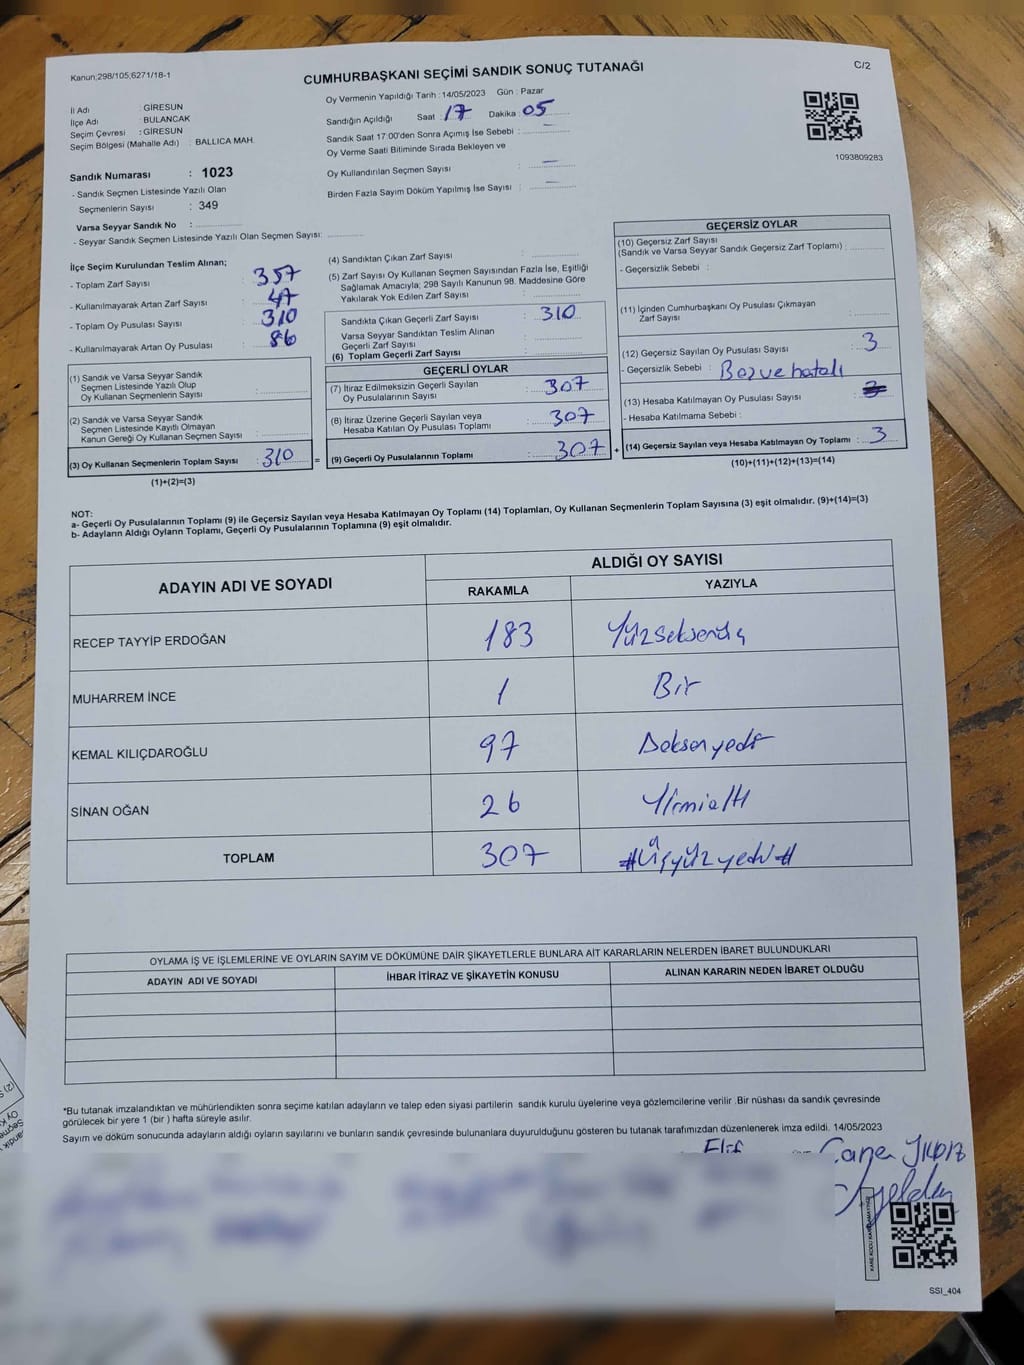 Kanun;298/105;6271/18-1
CUMHURBAŞKANI SEÇİMİ SANDIK SONUÇ TUTANAĞI
C/2
İl Adı : GİRESUN
İlçe Adı : BULANCAK
Seçim Çevresi : GİRESUN
Seçim Bölgesi (Mahalle Adı) : BALLICA MAH.
Sandık Numarası : 1023
- Sandık Seçmen Listesinde Yazılı Olan
Seçmenlerin Sayısı : 349
Varsa Seyyar Sandık No :
- Seyyar Sandık Seçmen Listesinde Yazılı Olan Seçmen Sayısı:
Oy Vermenin Yapıldığı Tarih :14/05/2023 Gün : Pazar
Sandığın Açıldığı Saat : 17 Dakika : 05
Sandık Saat 17:00'den Sonra Açımış İse Sebebi : –
Oy Verme Saati Bitiminde Sırada Bekleyen ve
Oy Kullandırılan Seçmen Sayısı : –
Birden Fazla Sayım Döküm Yapılmış İse Sayısı : –
1093809283
İlçe Seçim Kurulundan Teslim Alınan;
- Toplam Zarf Sayısı : 357
- Kullanılmayarak Artan Zarf Sayısı : 47
- Toplam Oy Pusulası Sayısı : 310
- Kullanılmayarak Artan Oy Pusulası : 86
(1) Sandık ve Varsa Seyyar Sandık
Seçmen Listesinde Yazılı Olup
Oy Kullanan Seçmenlerin Sayısı :
(2) Sandık ve Varsa Seyyar Sandık
Seçmen Listesinde Kayıtlı Olmayan
Kanun Gereği Oy Kullanan Seçmen Sayısı :
(3) Oy Kullanan Seçmenlerin Toplam Sayısı : 310
(1)+(2)=(3)
(4) Sandıktan Çıkan Zarf Sayısı :
(5) Zarf Sayısı Oy Kullanan Seçmen Sayısından Fazla İse, Eşitliği
Sağlamak Amacıyla; 298 Sayılı Kanunun 98. Maddesine Göre
Yakılarak Yok Edilen Zarf Sayısı :
Sandıkta Çıkan Geçerli Zarf Sayısı : 310
Varsa Seyyar Sandıktan Teslim Alınan
Geçerli Zarf Sayısı :
(6) Toplam Geçerli Zarf Sayısı :
=
GEÇERLİ OYLAR
(7) İtiraz Edilmeksizin Geçerli Sayılan
Oy Pusulalarının Sayısı : 307
(8) İtiraz Üzerine Geçerli Sayılan veya
Hesaba Katılan Oy Pusulası Toplamı : 307
(9) Geçerli Oy Pusulalarının Toplamı : 307
+
GEÇERSİZ OYLAR
(10) Geçersiz Zarf Sayısı
(Sandık ve Varsa Seyyar Sandık Geçersiz Zarf Toplamı) :
- Geçersizlik Sebebi :
(11) İçinden Cumhurbaşkanı Oy Pusulası Çıkmayan
Zarf Sayısı :
(12) Geçersiz Sayılan Oy Pusulası Sayısı : 3
- Geçersizlik Sebebi : Boz ve hatalı
(13) Hesaba Katılmayan Oy Pusulası Sayısı :
- Hesaba Katılmama Sebebi :
(14) Geçersiz Sayılan veya Hesaba Katılmayan Oy Toplamı : 3
(10)+(11)+(12)+(13)=(14)
NOT:
a- Geçerli Oy Pusulalarının Toplamı (9) ile Geçersiz Sayılan veya Hesaba Katılmayan Oy Toplamı (14) Toplamları, Oy Kullanan Seçmenlerin Toplam Sayısına (3) eşit olmalıdır. (9)+(14)=(3)
b- Adayların Aldığı Oyların Toplamı, Geçerli Oy Pusulalarının Toplamına (9) eşit olmalıdır.
ADAYIN ADI VE SOYADI
ALDIĞI OY SAYISI
RAKAMLA YAZIYLA
RECEP TAYYİP ERDOĞAN 183 Yüzseksenüç
MUHARREM İNCE 1 Bir
KEMAL KILIÇDAROĞLU 97 Doksanyedi
SİNAN OĞAN 26 Yirmialtı
TOPLAM 307 #Üçyüzyedi#
OYLAMA İŞ VE İŞLEMLERİNE VE OYLARIN SAYIM VE DÖKÜMÜNE DAİR ŞİKAYETLERLE BUNLARA AİT KARARLARIN NELERDEN İBARET BULUNDUKLARI
ADAYIN ADI VE SOYADI İHBAR İTİRAZ VE ŞİKAYETİN KONUSU ALINAN KARARIN NEDEN İBARET OLDUĞU
*Bu tutanak imzalandıktan ve mühürlendikten sonra seçime katılan adayların ve talep eden siyasi partilerin sandık kurulu üyelerine veya gözlemcilerine verilir .Bir nüshası da sandık çevresinde
görülecek bir yere 1 (bir ) hafta süreyle asılır.
Sayım ve döküm sonucunda adayların aldığı oyların sayılarını ve bunların sandık çevresinde bulunanlara duyurulduğunu gösteren bu tutanak tarafımızdan düzenlenerek imza edildi. 14/05/2023
Elif
SSI_404